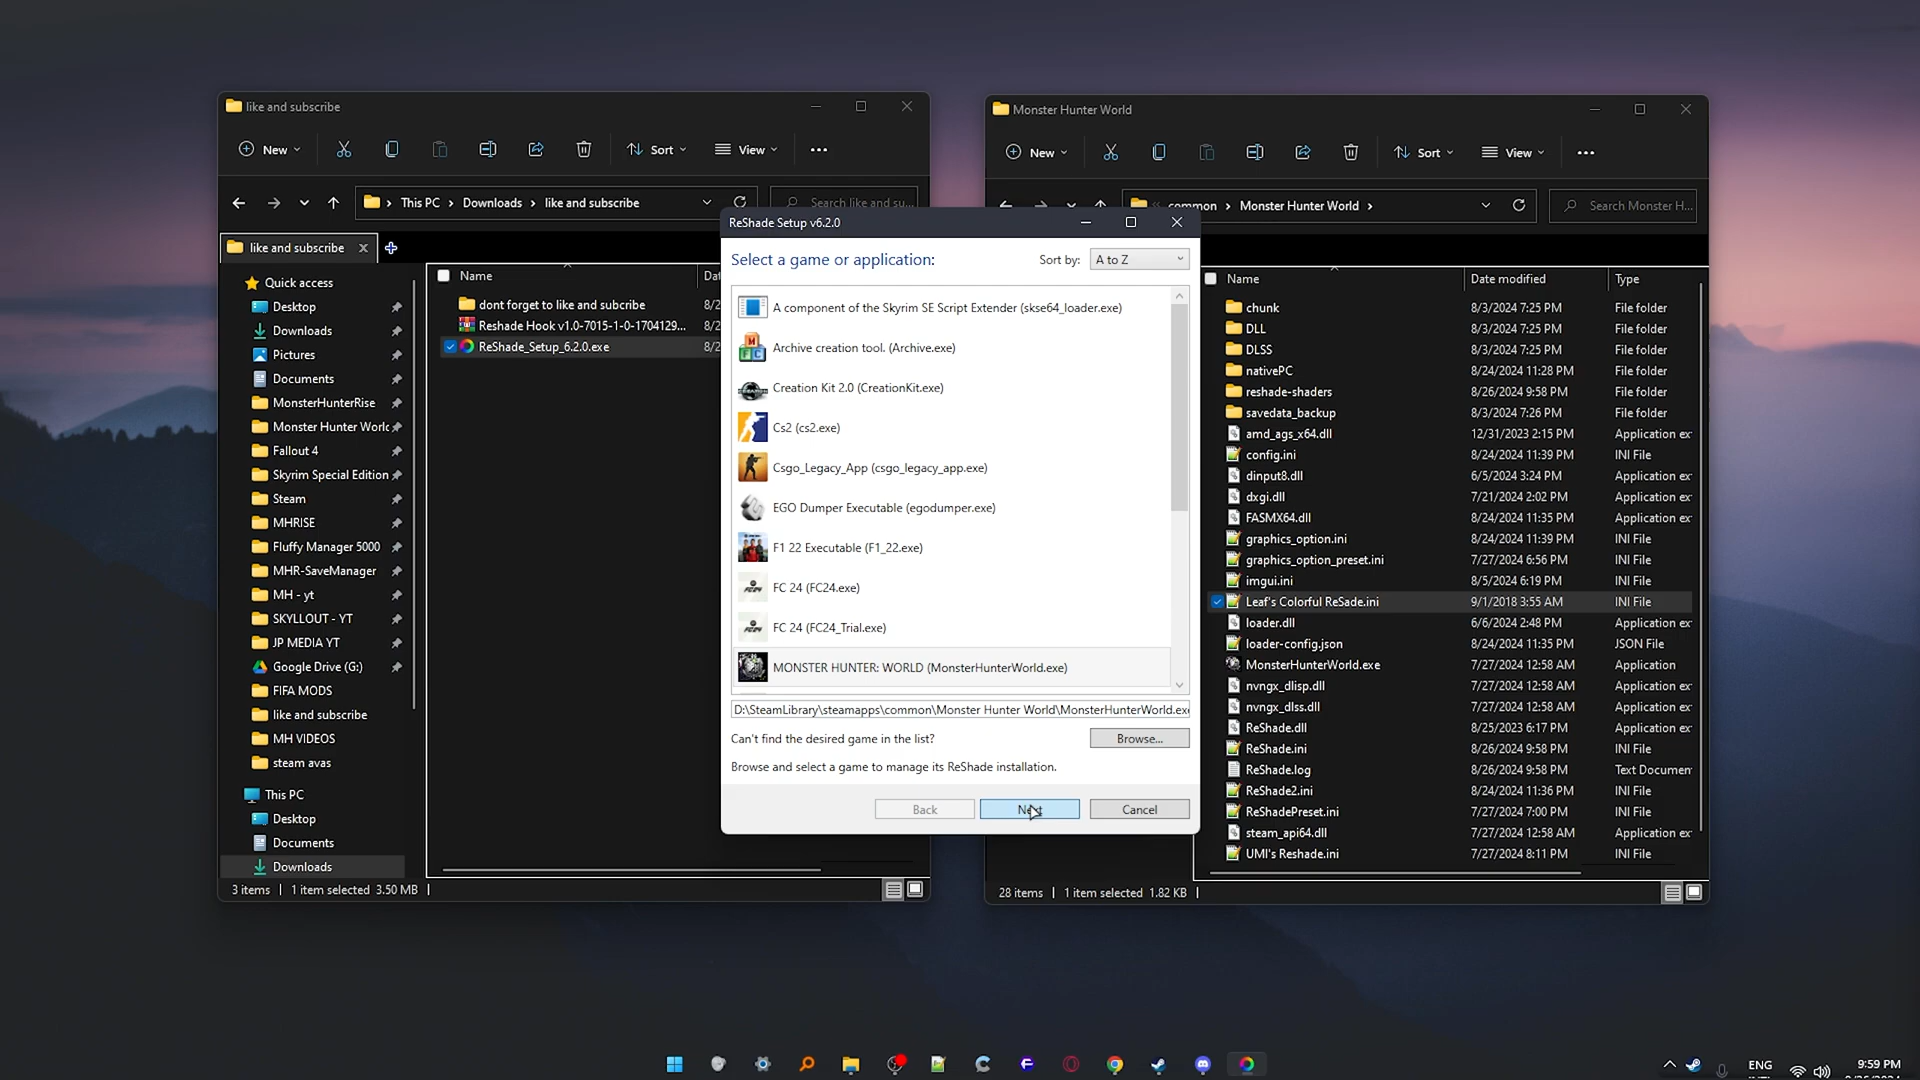 like and subscribe
New
Sort
View
This PC
Downloads
like and subscribe
Search like and su...
like and subscribe
Quick access
Desktop
Downloads
Pictures
Documents
MonsterHunterRise
Monster Hunter Worlc
Fallout 4
Skyrim Special Edition
Steam
MHRISE
Fluffy Manager 5000
MHR-SaveManager
MH - yt
SKYLLOUT - YT
JP MEDIA YT
Google Drive (G:)
FIFA MODS
like and subscribe
MH VIDEOS
steam avas
This PC
Desktop
Documents
Downloads
Name
dont forget to like and subcribe
8/2
Reshade Hook v1.0-7015-1-0-1704129...
8/2
ReShade_Setup_6.2.0.exe
8/2
3 items
1 item selected 3.50 MB
ReShade Setup v6.2.0
Select a game or application:
Sort by:
A to Z
A component of the Skyrim SE Script Extender (skse64_loader.exe)
Archive creation tool. (Archive.exe)
Creation Kit 2.0 (CreationKit.exe)
Cs2 (cs2.exe)
Csgo_Legacy_App (csgo_legacy_app.exe)
EGO Dumper Executable (egodumper.exe)
F1 22 Executable (F1_22.exe)
FC 24 (FC24.exe)
FC 24 (FC24_Trial.exe)
MONSTER HUNTER: WORLD (MonsterHunterWorld.exe)
D:\SteamLibrary\steamapps\common\Monster Hunter World\MonsterHunterWorld.exe
Can't find the desired game in the list?
Browse...
Browse and select a game to manage its ReShade installation.
Back
Next
Cancel
Monster Hunter World
New
Sort
View
common
Monster Hunter World
Search Monster H...
Name
Date modified
Type
chunk 8/3/2024 7:25 PM File folder
DLL 8/3/2024 7:25 PM File folder
DLSS 8/3/2024 7:25 PM File folder
nativePC 8/24/2024 11:28 PM File folder
reshade-shaders 8/26/2024 9:58 PM File folder
savedata_backup 8/3/2024 7:26 PM File folder
amd_ags_x64.dll 12/31/2023 2:15 PM Application ex
config.ini 8/24/2024 11:39 PM INI File
dinput8.dll 6/5/2024 3:24 PM Application ex
dxgi.dll 7/21/2024 2:02 PM Application ex
FASMX64.dll 8/24/2024 11:35 PM Application ex
graphics_option.ini 8/24/2024 11:39 PM INI File
graphics_option_preset.ini 7/27/2024 6:56 PM INI File
imgui.ini 8/5/2024 6:19 PM INI File
Leaf's Colorful ReSade.ini 9/1/2018 3:55 AM INI File
loader.dll 6/6/2024 2:48 PM Application ex
loader-config.json 8/24/2024 11:35 PM JSON File
MonsterHunterWorld.exe 7/27/2024 12:58 AM Application
nvngx_dlisp.dll 7/27/2024 12:58 AM Application ex
nvngx_dlss.dll 7/27/2024 12:58 AM Application ex
ReShade.dll 8/25/2023 6:17 PM Application ex
ReShade.ini 8/26/2024 9:58 PM INI File
ReShade.log 8/26/2024 9:58 PM Text Documen
ReShade2.ini 8/24/2024 11:36 PM INI File
ReShadePreset.ini 7/27/2024 7:00 PM INI File
steam_api64.dll 7/27/2024 12:58 AM Application ex
UMI's Reshade.ini 7/27/2024 8:11 PM INI File
28 items
1 item selected 1.82 KB
ENG
9:59 PM